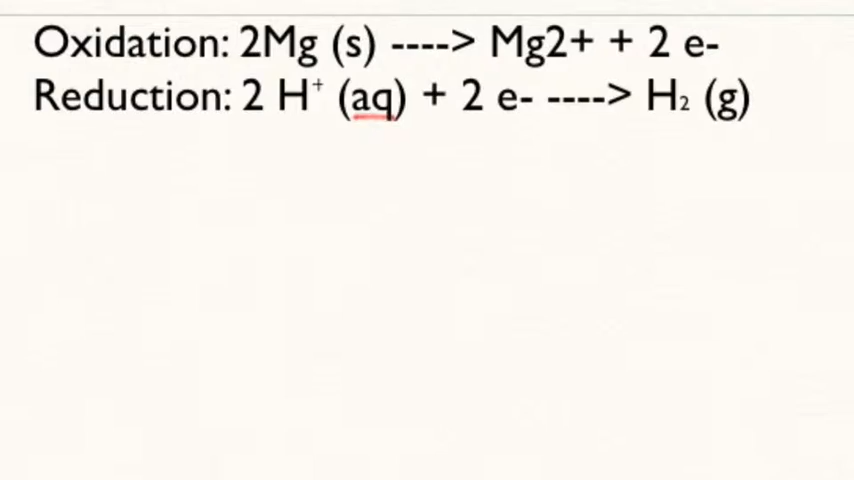 Oxidation: 2Mg (s) ----> Mg2+ + 2 e-
Reduction: 2 H⁺ (aq) + 2 e- ----> H₂ (g)